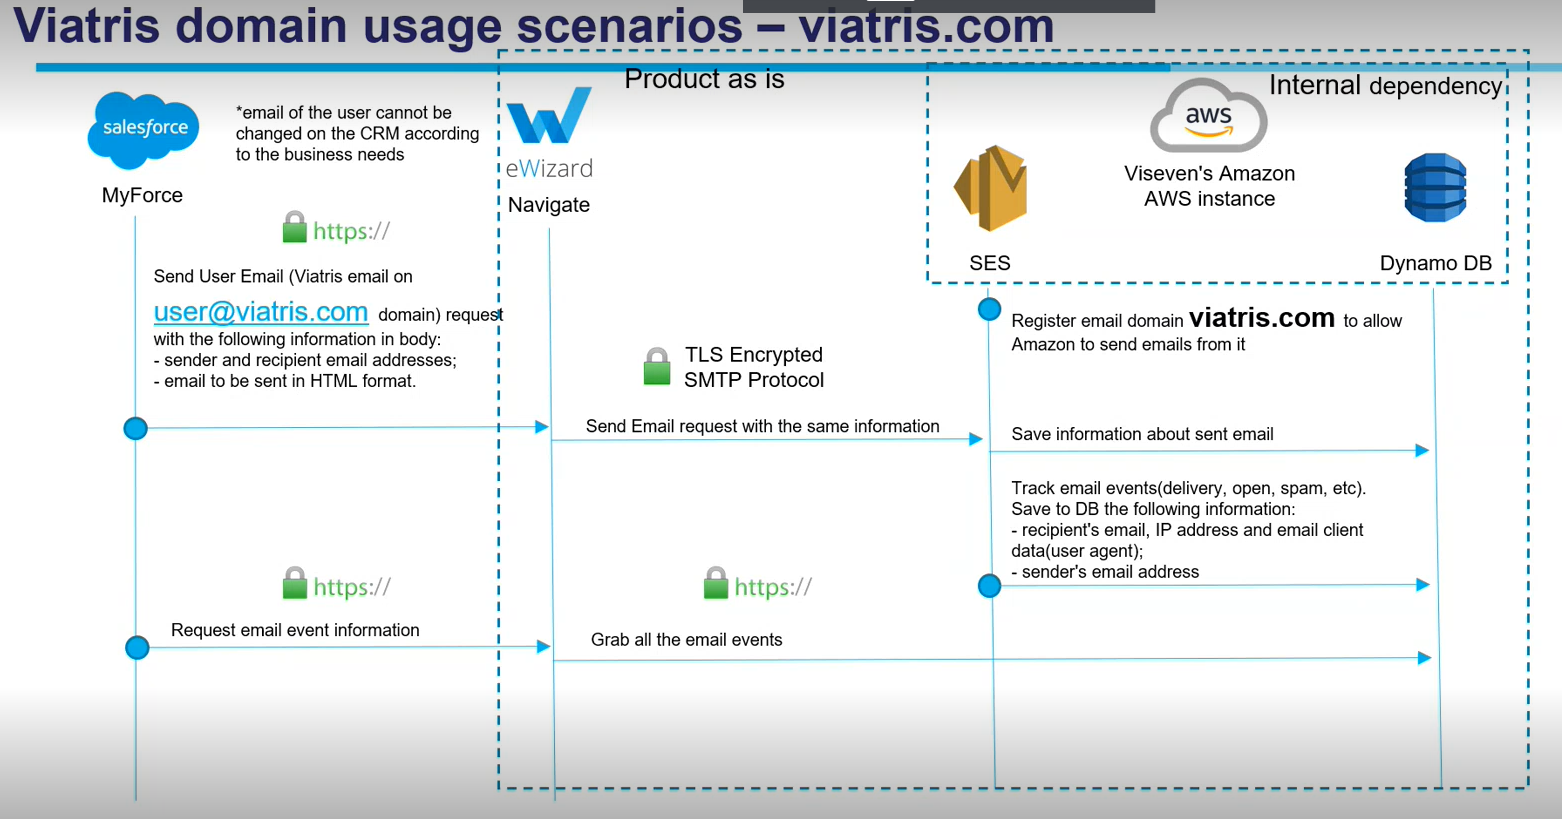 Viatris domain usage scenarios – viatris.com
Product as is
Internal dependency
salesforce
*email of the user cannot be
changed on the CRM according
to the business needs
aws
eWizard
Viseven's Amazon
AWS instance
MyForce
Navigate
https://
SES
Dynamo DB
Send User Email (Viatris email on
user@viatris.com domain) request
with the following information in body:
- sender and recipient email addresses;
- email to be sent in HTML format.
Register email domain viatris.com to allow
Amazon to send emails from it
TLS Encrypted
SMTP Protocol
Send Email request with the same information
Save information about sent email
Track email events(delivery, open, spam, etc).
Save to DB the following information:
- recipient's email, IP address and email client
data(user agent);
- sender's email address
https://
https://
Request email event information
Grab all the email events